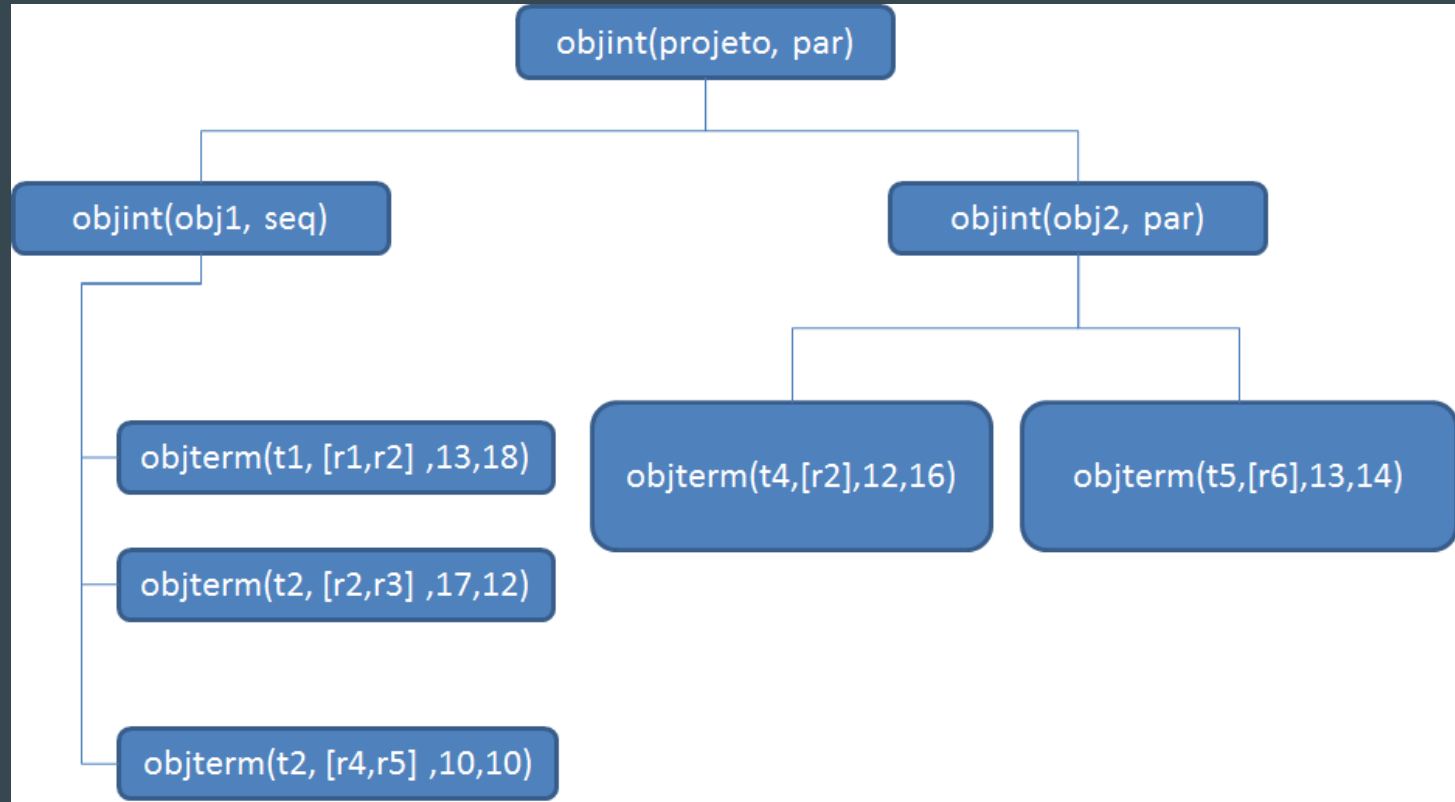 objint(projeto, par)
objint(obj1, seq)
objint(obj2, par)
objterm(t1, [r1,r2] ,13,18)
objterm(t2, [r2,r3] ,17,12)
objterm(t2, [r4,r5] ,10,10)
objterm(t4,[r2],12,16)
objterm(t5,[r6],13,14)